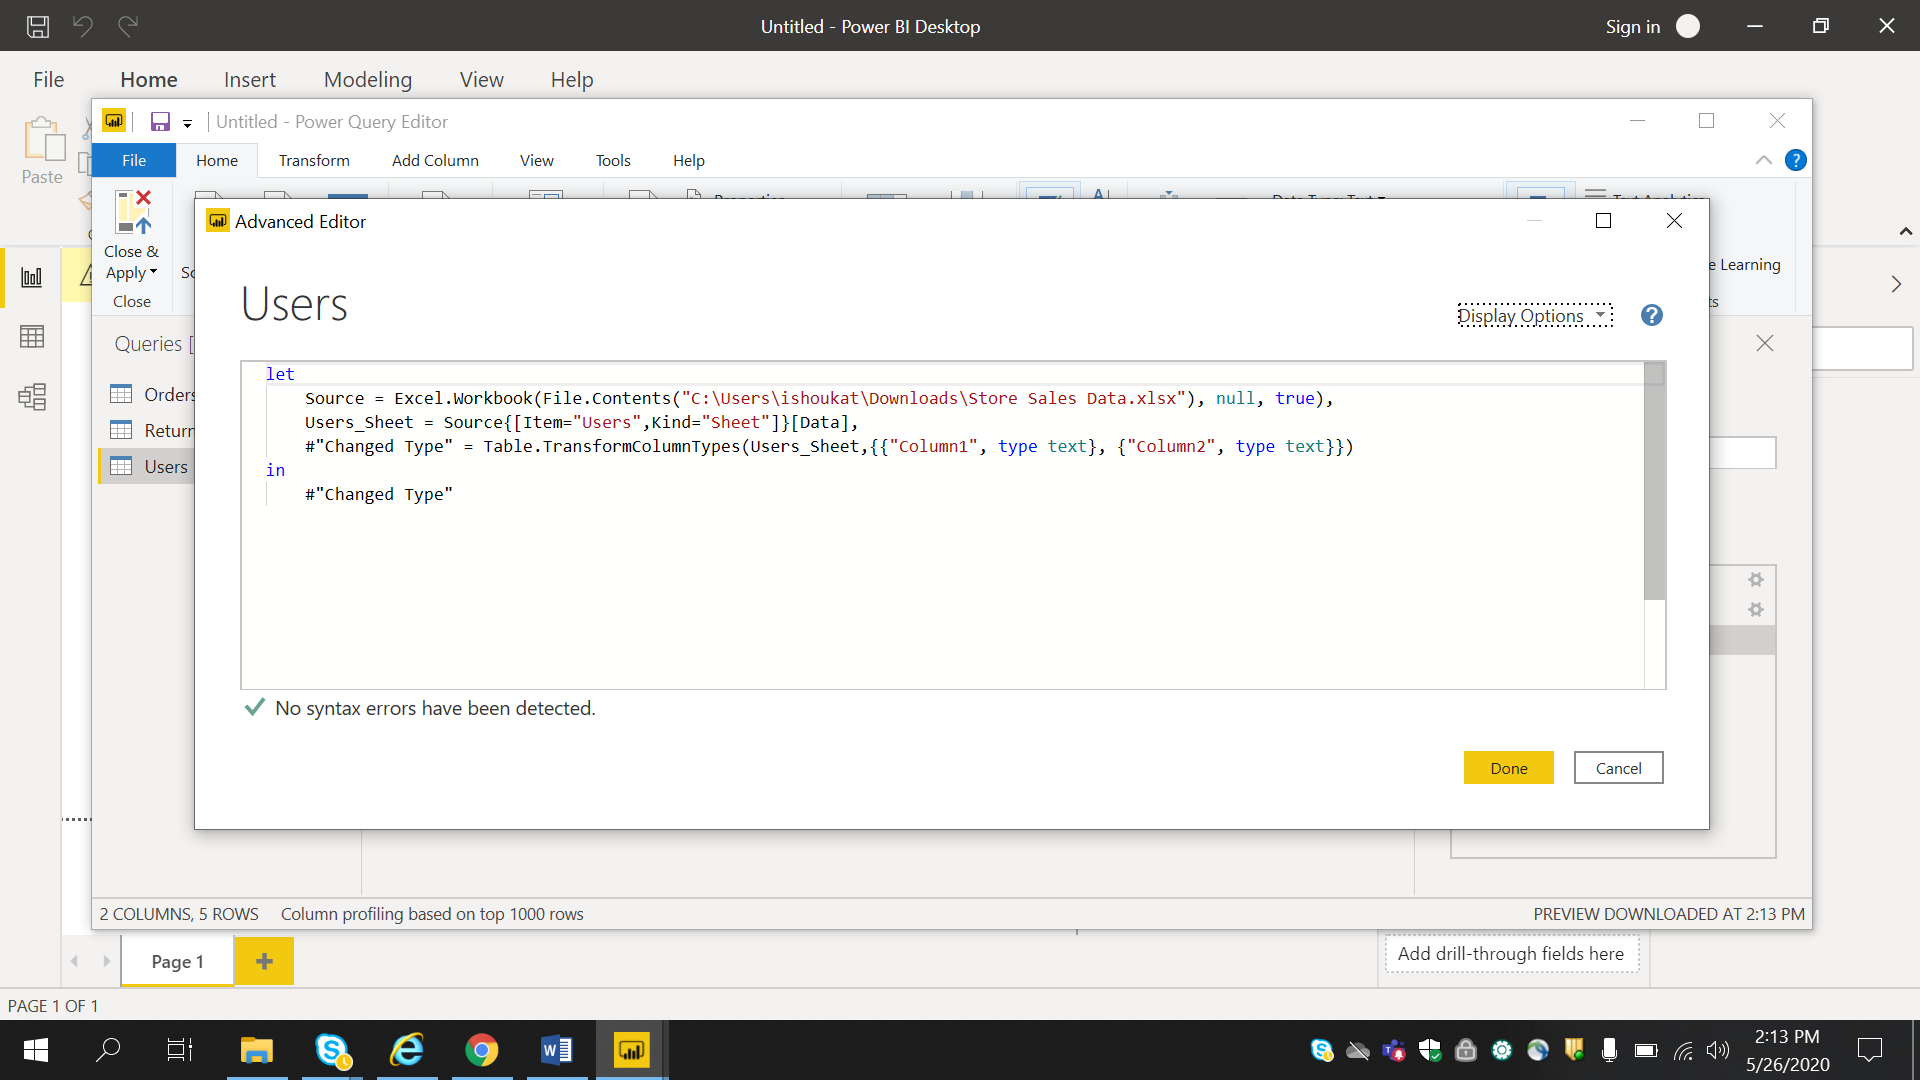 Untitled - Power BI Desktop
Sign in
File Home Insert Modeling View Help
Paste
Untitled - Power Query Editor
File Home Transform Add Column View Tools Help
Close &
Apply
Close
Learning
Advanced Editor
Users
Display Options
Queries [
Orders
Return
Users
let
Source = Excel.Workbook(File.Contents("C:\Users\ishoukat\Downloads\Store Sales Data.xlsx"), null, true),
Users_Sheet = Source{[Item="Users",Kind="Sheet"]}[Data],
#"Changed Type" = Table.TransformColumnTypes(Users_Sheet,{{"Column1", type text}, {"Column2", type text}})
in
#"Changed Type"
No syntax errors have been detected.
Done Cancel
2 COLUMNS, 5 ROWS Column profiling based on top 1000 rows
PREVIEW DOWNLOADED AT 2:13 PM
Add drill-through fields here
Page 1
PAGE 1 OF 1
2:13 PM
5/26/2020